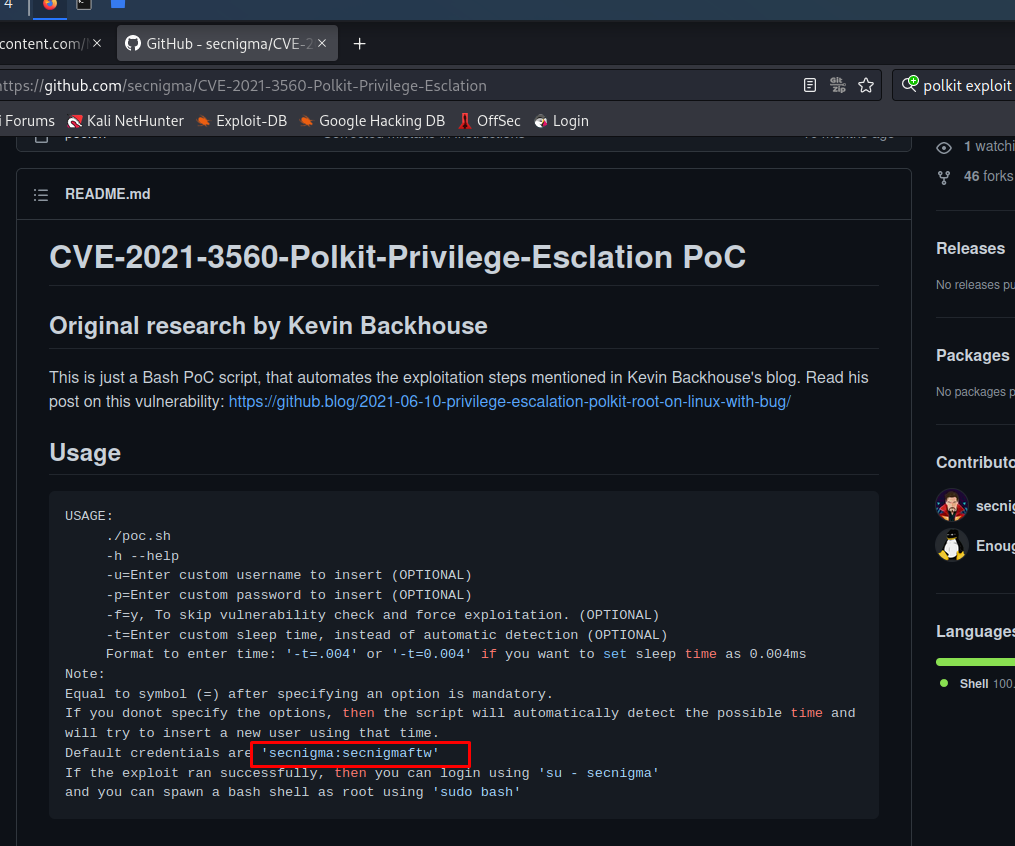 4
content.com/
GitHub - secnigma/CVE-2
https://github.com/secnigma/CVE-2021-3560-Polkit-Privilege-Esclation
Git
zip
polkit exploit
Forums Kali NetHunter Exploit-DB Google Hacking DB OffSec Login
1 watchi
46 forks
README.md
CVE-2021-3560-Polkit-Privilege-Esclation PoC
Original research by Kevin Backhouse
This is just a Bash PoC script, that automates the exploitation steps mentioned in Kevin Backhouse's blog. Read his
post on this vulnerability: https://github.blog/2021-06-10-privilege-escalation-polkit-root-on-linux-with-bug/
Usage
USAGE:
./poc.sh
-h --help
-u=Enter custom username to insert (OPTIONAL)
-p=Enter custom password to insert (OPTIONAL)
-f=y, To skip vulnerability check and force exploitation. (OPTIONAL)
-t=Enter custom sleep time, instead of automatic detection (OPTIONAL)
Format to enter time: '-t=.004' or '-t=0.004' if you want to set sleep time as 0.004ms
Note:
Equal to symbol (=) after specifying an option is mandatory.
If you donot specify the options, then the script will automatically detect the possible time and
will try to insert a new user using that time.
Default credentials are 'secnigma:secnigmaftw'
If the exploit ran successfully, then you can login using 'su - secnigma'
and you can spawn a bash shell as root using 'sudo bash'
Releases
No releases pu
Packages
No packages p
Contributo
secnig
Enoug
Languages
Shell 100.